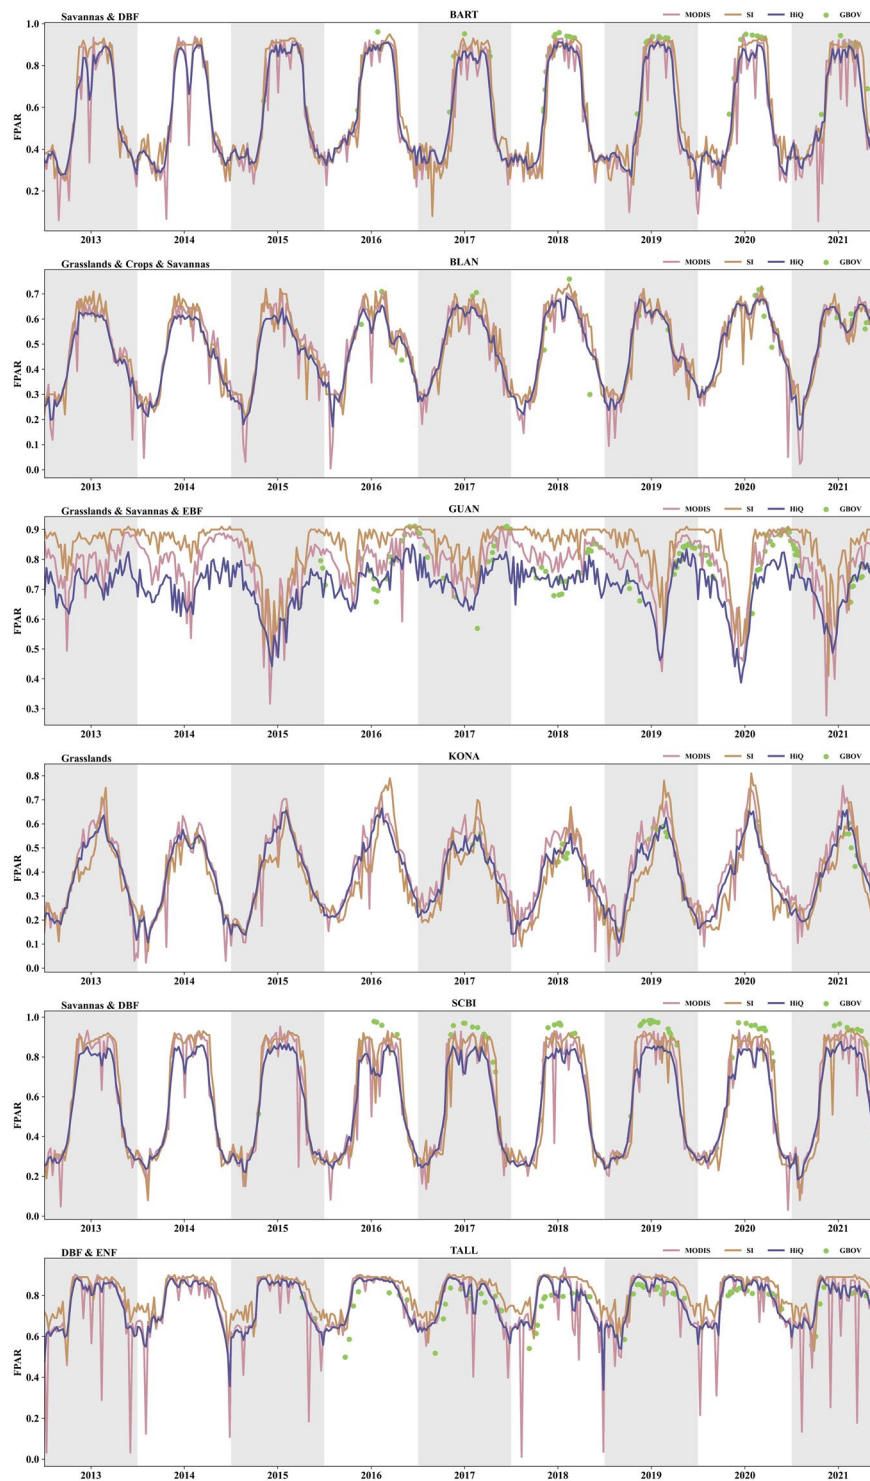 Savannas & DBF BART MODIS SI HiQ GBOV
1.0
0.8
0.6
0.4
0.2
FPAR
2013 2014 2015 2016 2017 2018 2019 2020 2021
Grasslands & Crops & Savannas BLAN MODIS SI HiQ GBOV
0.7
0.6
0.5
0.4
0.3
0.2
0.1
0.0
FPAR
2013 2014 2015 2016 2017 2018 2019 2020 2021
Grasslands & Savannas & EBF GUAN MODIS SI HiQ GBOV
0.9
0.8
0.7
0.6
0.5
0.4
0.3
FPAR
2013 2014 2015 2016 2017 2018 2019 2020 2021
Grasslands KONA MODIS SI HiQ GBOV
0.8
0.7
0.6
0.5
0.4
0.3
0.2
0.1
0.0
FPAR
2013 2014 2015 2016 2017 2018 2019 2020 2021
Savannas & DBF SCBI MODIS SI HiQ GBOV
1.0
0.8
0.6
0.4
0.2
0.0
FPAR
2013 2014 2015 2016 2017 2018 2019 2020 2021
DBF & ENF TALL MODIS SI HiQ GBOV
0.8
0.6
0.4
0.2
0.0
FPAR
2013 2014 2015 2016 2017 2018 2019 2020 2021